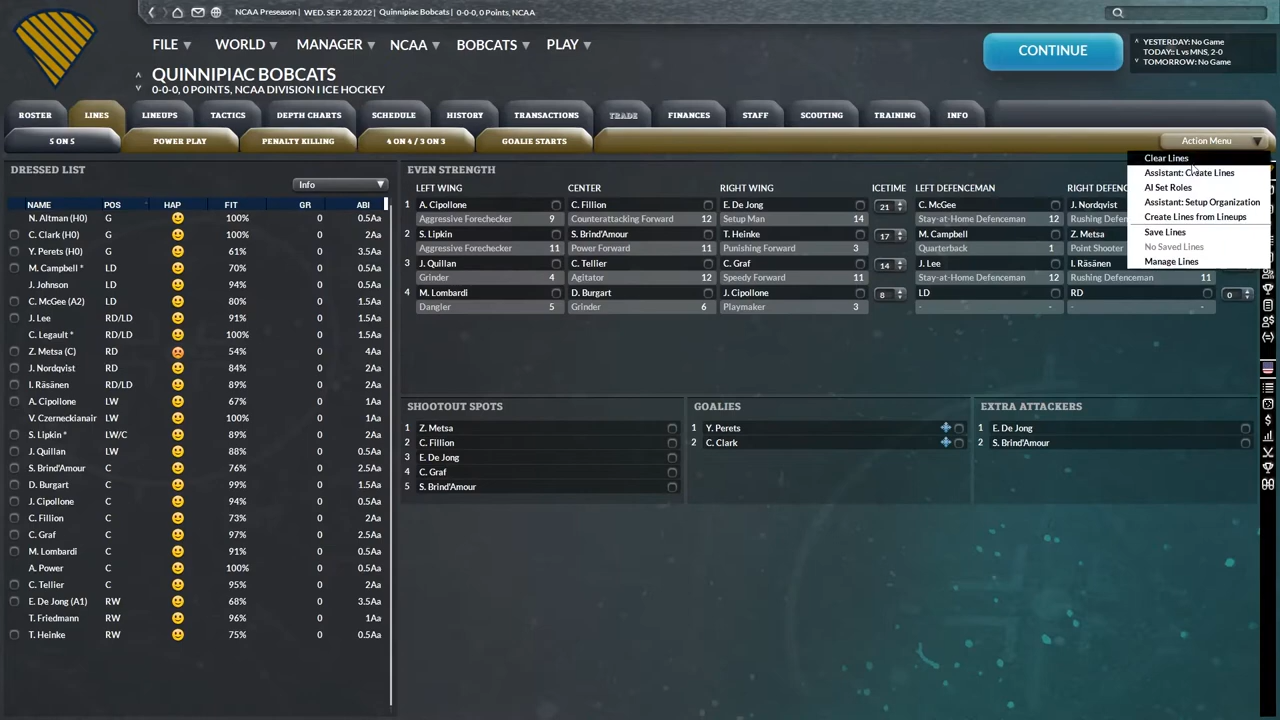 NCAA Preseason | WED. SEP. 28 2022 | Quinnipiac Bobcats | 0-0-0, 0 Points, NCAA
FILE WORLD MANAGER NCAA BOBCATS PLAY
CONTINUE
YESTERDAY: No Game
TODAY:: L vs MNS, 2-0
TOMORROW: No Game
QUINNIPIAC BOBCATS
0-0-0, 0 POINTS, NCAA DIVISION I ICE HOCKEY
ROSTER LINES LINEUPS TACTICS DEPTH CHARTS SCHEDULE HISTORY TRANSACTIONS TRADE FINANCES STAFF SCOUTING TRAINING INFO
5 ON 5 POWER PLAY PENALTY KILLING 4 ON 4 / 3 ON 3 GOALIE STARTS Action Menu
Clear Lines
Assistant: Create Lines
AI Set Roles
Assistant: Setup Organization
Create Lines from Lineups
Save Lines
No Saved Lines
Manage Lines
DRESSED LIST
Info
NAME POS HAP FIT GR ABI
N. Altman (H0) G 100% 0 0.5Aa
C. Clark (H0) G 100% 0 2Aa
Y. Perets (H0) G 61% 0 3.5Aa
M. Campbell * LD 70% 0 0.5Aa
J. Johnson LD 94% 0 0.5Aa
C. McGee (A2) LD 80% 0 1.5Aa
J. Lee RD/LD 91% 0 1.5Aa
C. Legault * RD/LD 100% 0 1.5Aa
Z. Metsa (C) RD 54% 0 4Aa
J. Nordqvist RD 84% 0 2Aa
I. Räsänen RD/LD 89% 0 2Aa
A. Cipollone LW 67% 0 1Aa
V. Czerneckianair LW 100% 0 1Aa
S. Lipkin * LW/C 89% 0 2Aa
J. Quillan LW 88% 0 0.5Aa
S. Brind'Amour C 76% 0 2.5Aa
D. Burgart C 99% 0 1.5Aa
J. Cipollone C 94% 0 0.5Aa
C. Fillion C 73% 0 2Aa
C. Graf C 97% 0 2.5Aa
M. Lombardi C 91% 0 0.5Aa
A. Power C 100% 0 1Aa
C. Tellier C 95% 0 2Aa
E. De Jong (A1) RW 68% 0 3.5Aa
T. Friedmann RW 96% 0 1Aa
T. Heinke RW 75% 0 0.5Aa
EVEN STRENGTH
LEFT WING CENTER RIGHT WING ICETIME LEFT DEFENCEMAN RIGHT DEFENC
1 A. Cipollone C. Fillion E. De Jong 21 C. McGee J. Nordqvist
Aggressive Forechecker 9 Counterattacking Forward 12 Setup Man 14 Stay-at-Home Defenceman 12 Rushing Defen
2 S. Lipkin S. Brind'Amour T. Heinke 17 M. Campbell Z. Metsa
Aggressive Forechecker 11 Power Forward 11 Punishing Forward 3 Quarterback 1 Point Shooter
3 J. Quillan C. Tellier C. Graf 14 J. Lee I. Räsänen
Grinder 4 Agitator 12 Speedy Forward 11 Stay-at-Home Defenceman 12 Rushing Defenceman 11
4 M. Lombardi D. Burgart J. Cipollone 8 LD RD 0
Dangler 5 Grinder 6 Playmaker 3 - - - -
SHOOTOUT SPOTS
1 Z. Metsa
2 C. Fillion
3 E. De Jong
4 C. Graf
5 S. Brind'Amour
GOALIES
1 Y. Perets
2 C. Clark
EXTRA ATTACKERS
1 E. De Jong
2 S. Brind'Amour